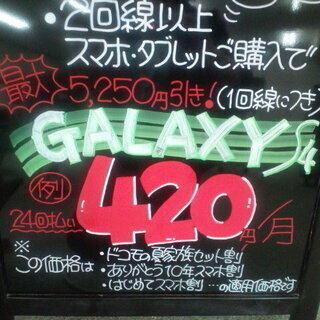 ・2回線以上
スマホ・タブレットご購入で
最大 5,250円引き!(1回線につき)
GALAXY S4
例 24回払い 420円/月
※この価格は
・ドコモの夏家族セット割
・ありがとう10年スマホ割
・はじめてスマホ割 …の適用価格です